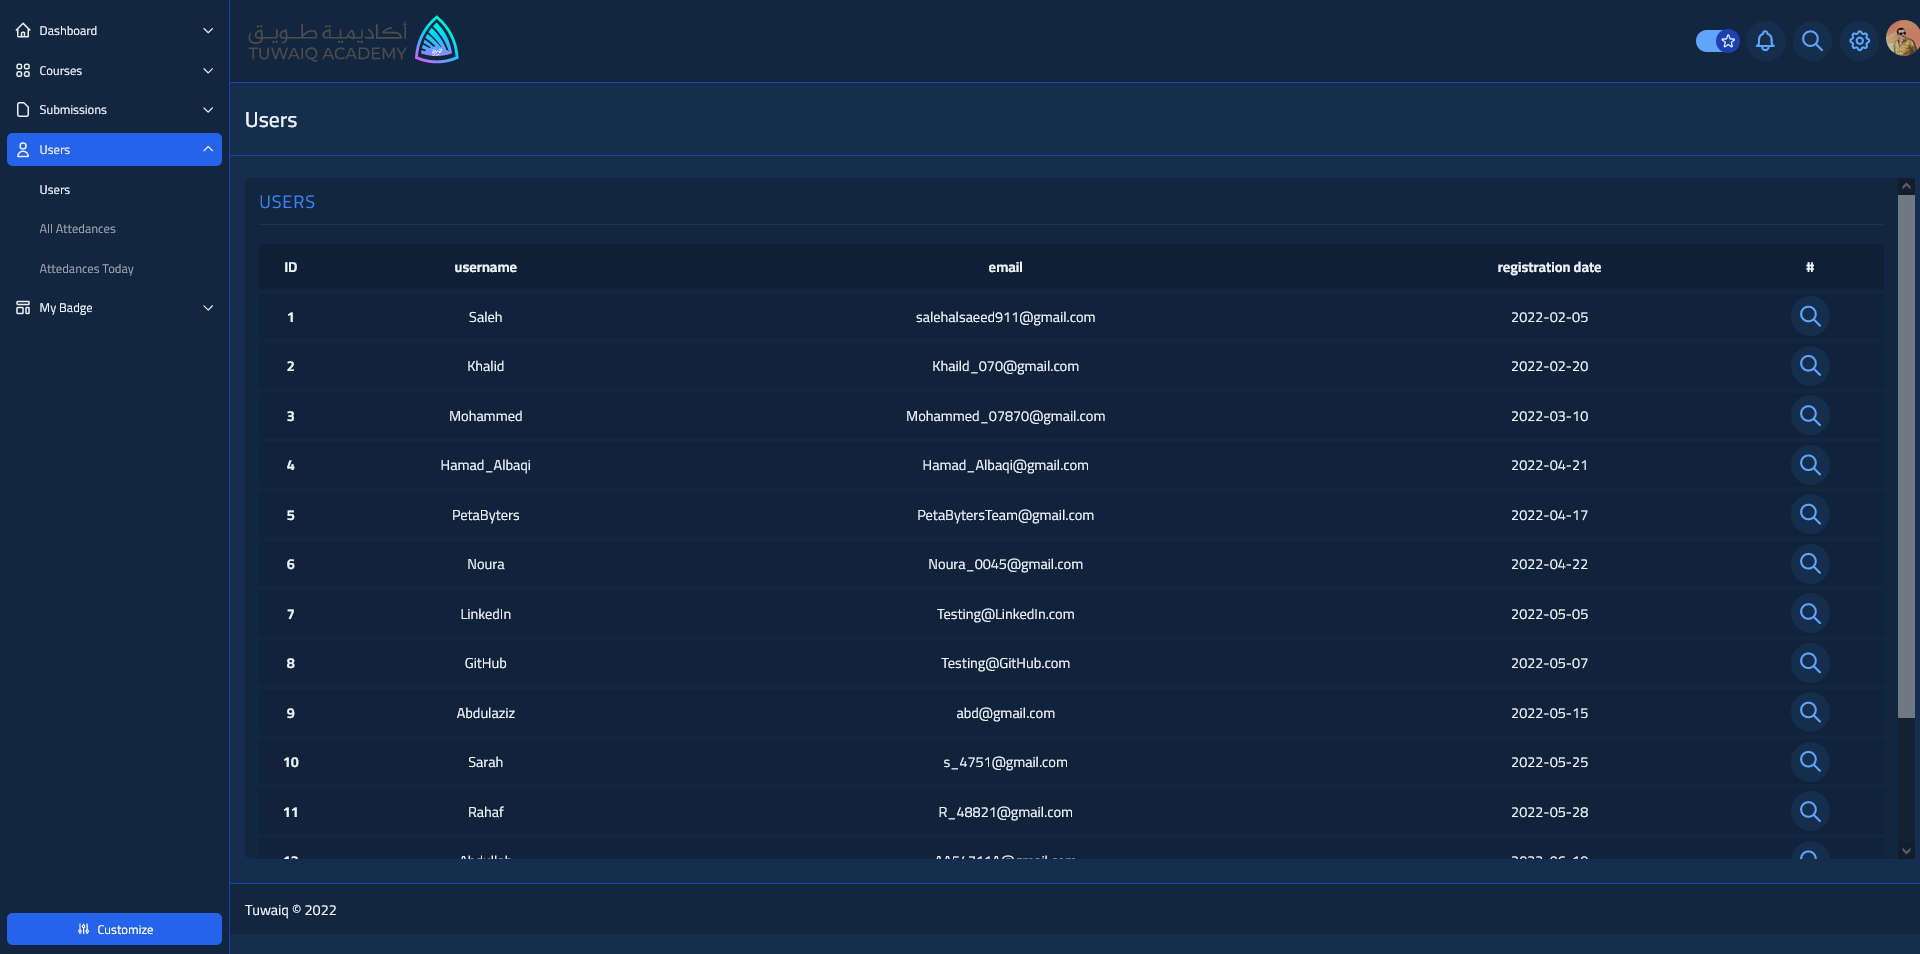 Dashboard
Courses
Submissions
Users
Users
All Attedances
Attedances Today
My Badge
Customize
أكاديمية طويق
TUWAIQ ACADEMY
Users
USERS
ID username email registration date #
1 Saleh salehalsaeed911@gmail.com 2022-02-05
2 Khalid Khaild_070@gmail.com 2022-02-20
3 Mohammed Mohammed_07870@gmail.com 2022-03-10
4 Hamad_Albaqi Hamad_Albaqi@gmail.com 2022-04-21
5 PetaByters PetaBytersTeam@gmail.com 2022-04-17
6 Noura Noura_0045@gmail.com 2022-04-22
7 LinkedIn Testing@LinkedIn.com 2022-05-05
8 GitHub Testing@GitHub.com 2022-05-07
9 Abdulaziz abd@gmail.com 2022-05-15
10 Sarah s_4751@gmail.com 2022-05-25
11 Rahaf R_48821@gmail.com 2022-05-28
Tuwaiq © 2022